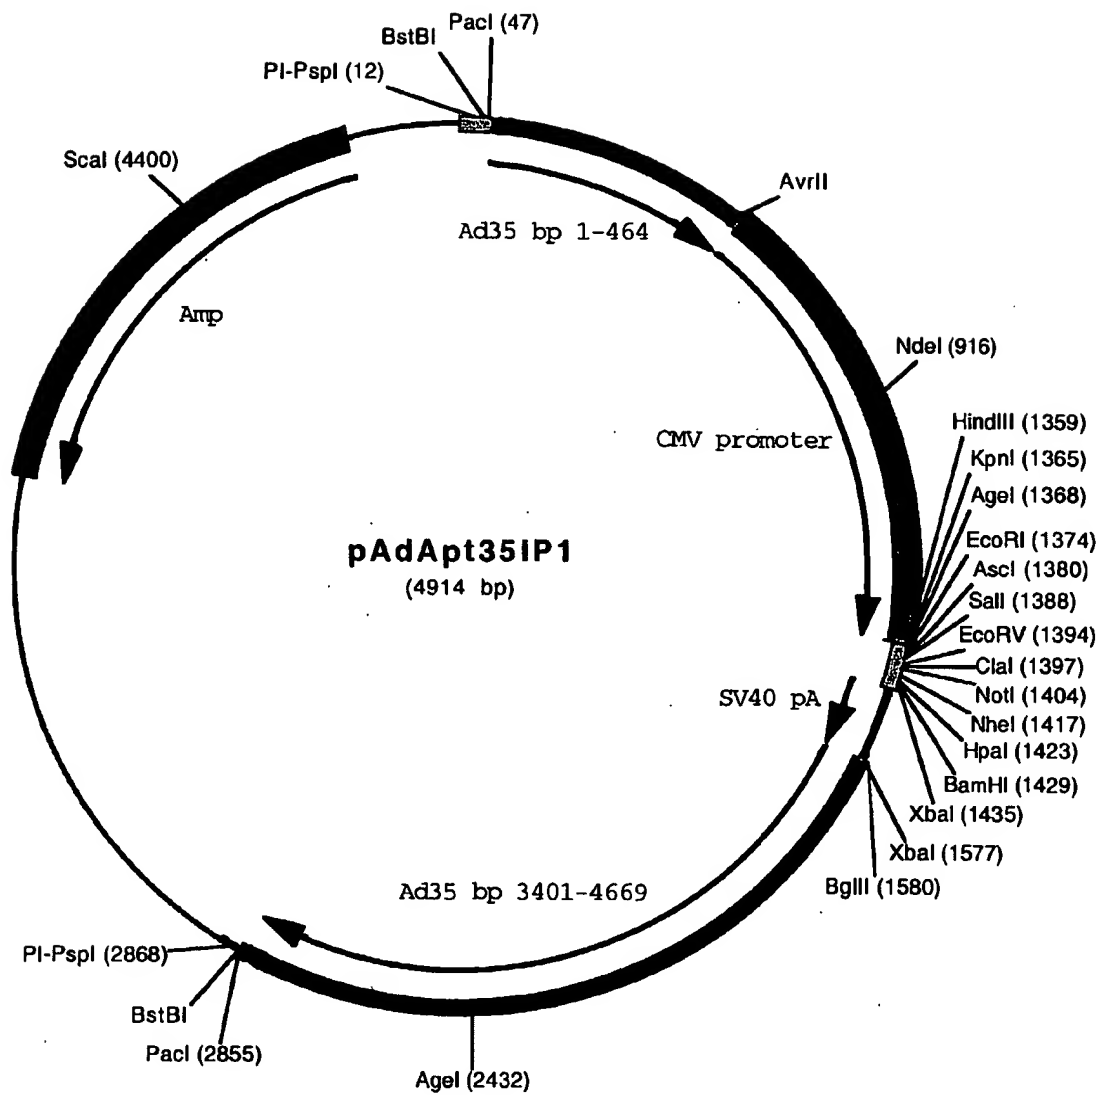 PacI (47)
BstBI
PI-PspI (12)
ScaI (4400)
AvrII
Ad35 bp 1-464
Amp
NdeI (916)
HindIII (1359)
CMV promoter
KpnI (1365)
AgeI (1368)
EcoRI (1374)
pAdApt35IP1
AscI (1380)
(4914 bp)
SalI (1388)
EcoRV (1394)
ClaI (1397)
SV40 pA
NotI (1404)
NheI (1417)
HpaI (1423)
BamHI (1429)
XbaI (1435)
XbaI (1577)
BglII (1580)
Ad35 bp 3401-4669
PI-PspI (2868)
BstBI
PacI (2855)
AgeI (2432)